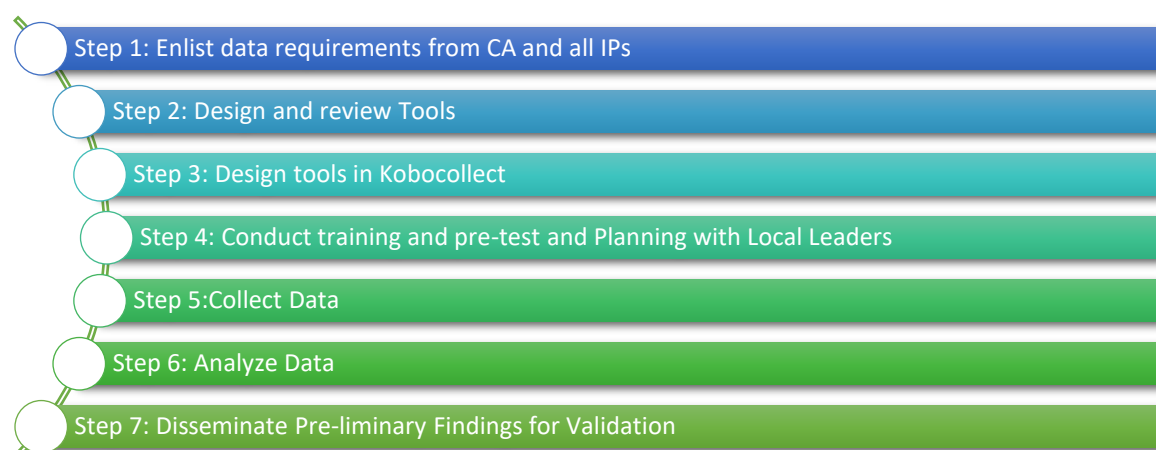 Step 1: Enlist data requirements from CA and all IPs
Step 2: Design and review Tools
Step 3: Design tools in Kobocollect
Step 4: Conduct training and pre-test and Planning with Local Leaders
Step 5:Collect Data
Step 6: Analyze Data
Step 7: Disseminate Pre-liminary Findings for Validation